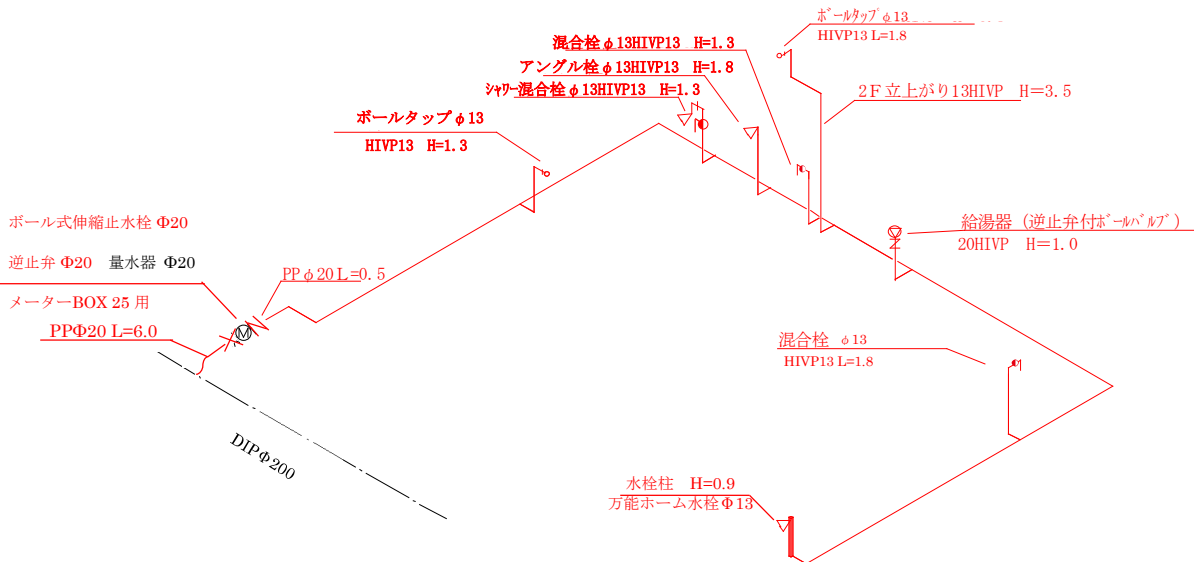 ボールタップφ13
HIVP13 L=1.8
混合栓φ13HIVP13 H=1.3
アングル栓φ13HIVP13 H=1.8
シャワー混合栓φ13HIVP13 H=1.3
2F立上がり13HIVP H=3.5
ボールタップφ13
HIVP13 H=1.3
ボール式伸縮止水栓 Φ20
逆止弁 Φ20 量水器 Φ20
メーターBOX 25 用
PPΦ20 L=6.0
PPφ20L=0.5
M
給湯器 (逆止弁付ボールバルブ)
20HIVP H=1.0
混合栓 φ13
HIVP13 L=1.8
DIPΦ200
水栓柱 H=0.9
万能ホーム水栓Φ13